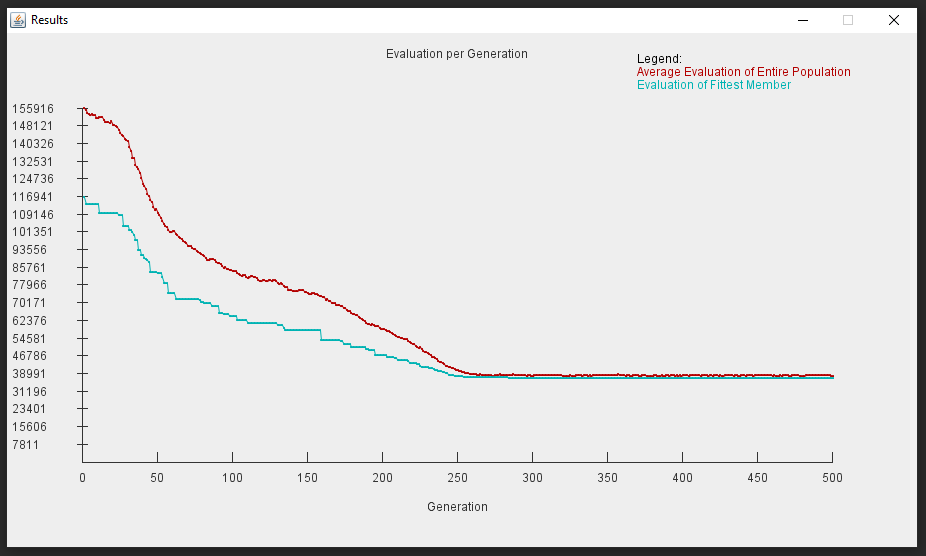 Results
Evaluation per Generation
Legend:
Average Evaluation of Entire Population
Evaluation of Fittest Member
155916
148121
140326
132531
124736
116941
109146
101351
93556
85761
77966
70171
62376
54581
46786
38991
31196
23401
15606
7811
0 50 100 150 200 250 300 350 400 450 500
Generation